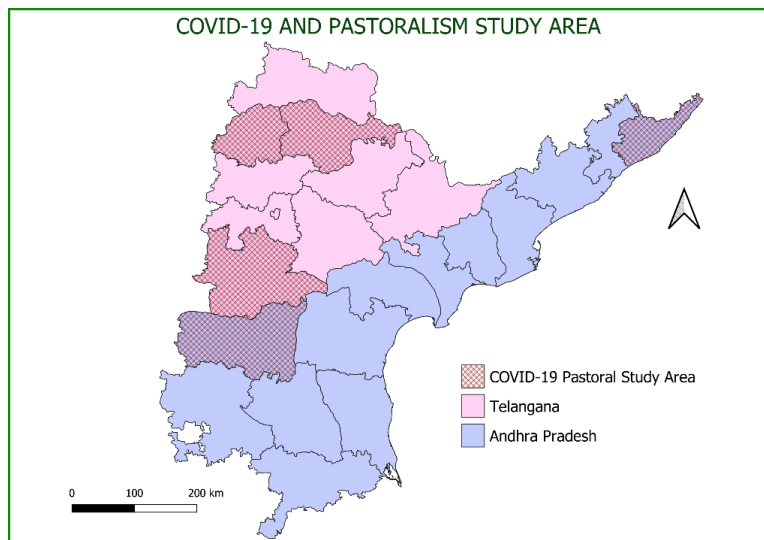 COVID-19 AND PASTORALISM STUDY AREA
COVID-19 Pastoral Study Area
Telangana
Andhra Pradesh
0 100 200 km